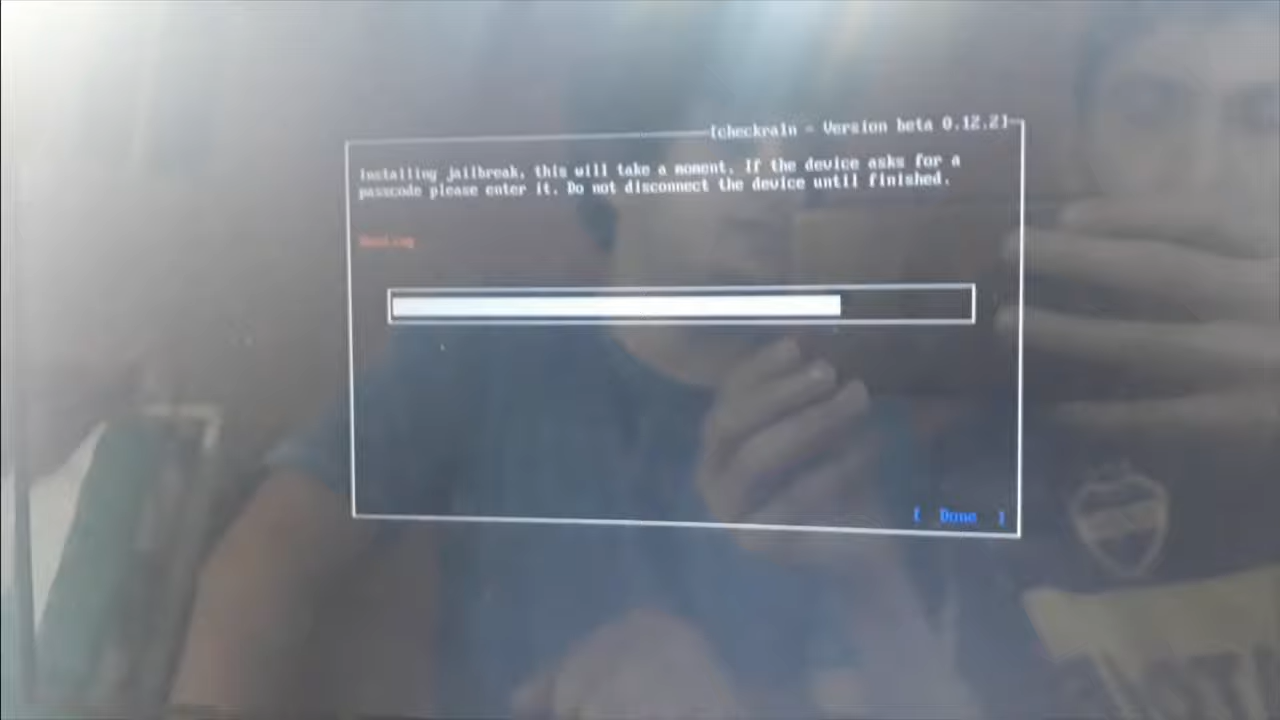 [checkra1n - Version beta 0.12.2]
Installing jailbreak, this will take a moment. If the device asks for a
passcode please enter it. Do not disconnect the device until finished.
Booting
[ Done ]